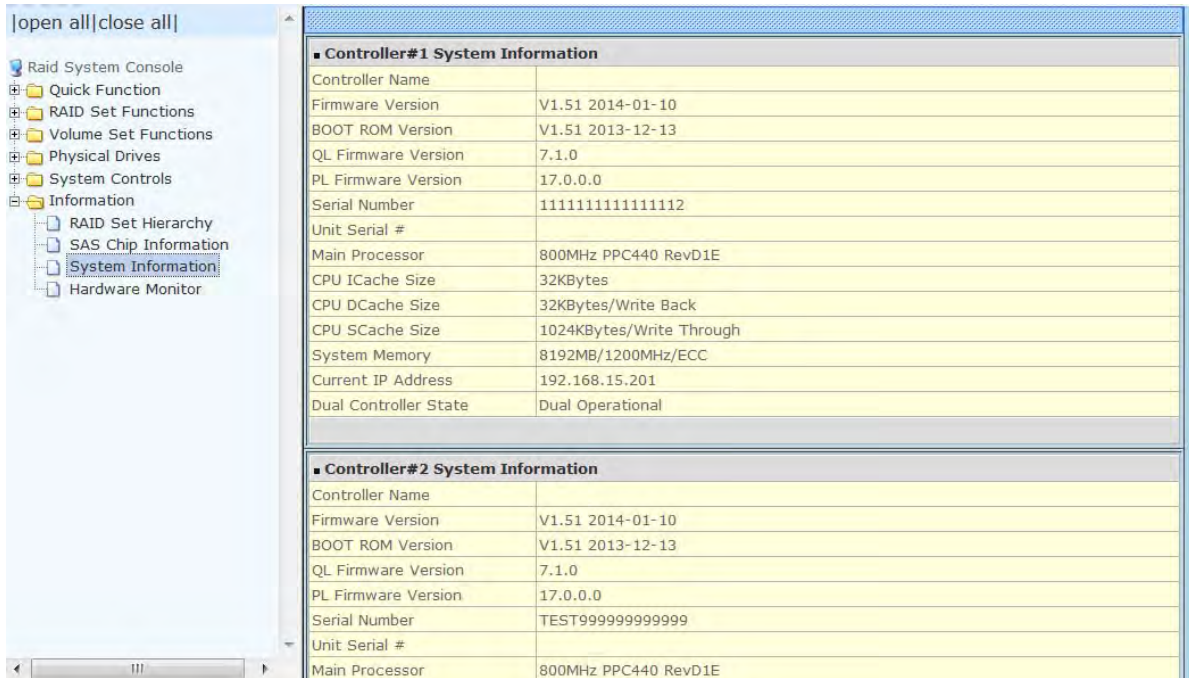 |open all|close all|
Raid System Console
Quick Function
RAID Set Functions
Volume Set Functions
Physical Drives
System Controls
Information
RAID Set Hierarchy
SAS Chip Information
System Information
Hardware Monitor
Controller#1 System Information
Controller Name
Firmware Version V1.51 2014-01-10
BOOT ROM Version V1.51 2013-12-13
QL Firmware Version 7.1.0
PL Firmware Version 17.0.0.0
Serial Number 1111111111111112
Unit Serial #
Main Processor 800MHz PPC440 RevD1E
CPU ICache Size 32KBytes
CPU DCache Size 32KBytes/Write Back
CPU SCache Size 1024KBytes/Write Through
System Memory 8192MB/1200MHz/ECC
Current IP Address 192.168.15.201
Dual Controller State Dual Operational
Controller#2 System Information
Controller Name
Firmware Version V1.51 2014-01-10
BOOT ROM Version V1.51 2013-12-13
QL Firmware Version 7.1.0
PL Firmware Version 17.0.0.0
Serial Number TEST999999999999
Unit Serial #
Main Processor 800MHz PPC440 RevD1E